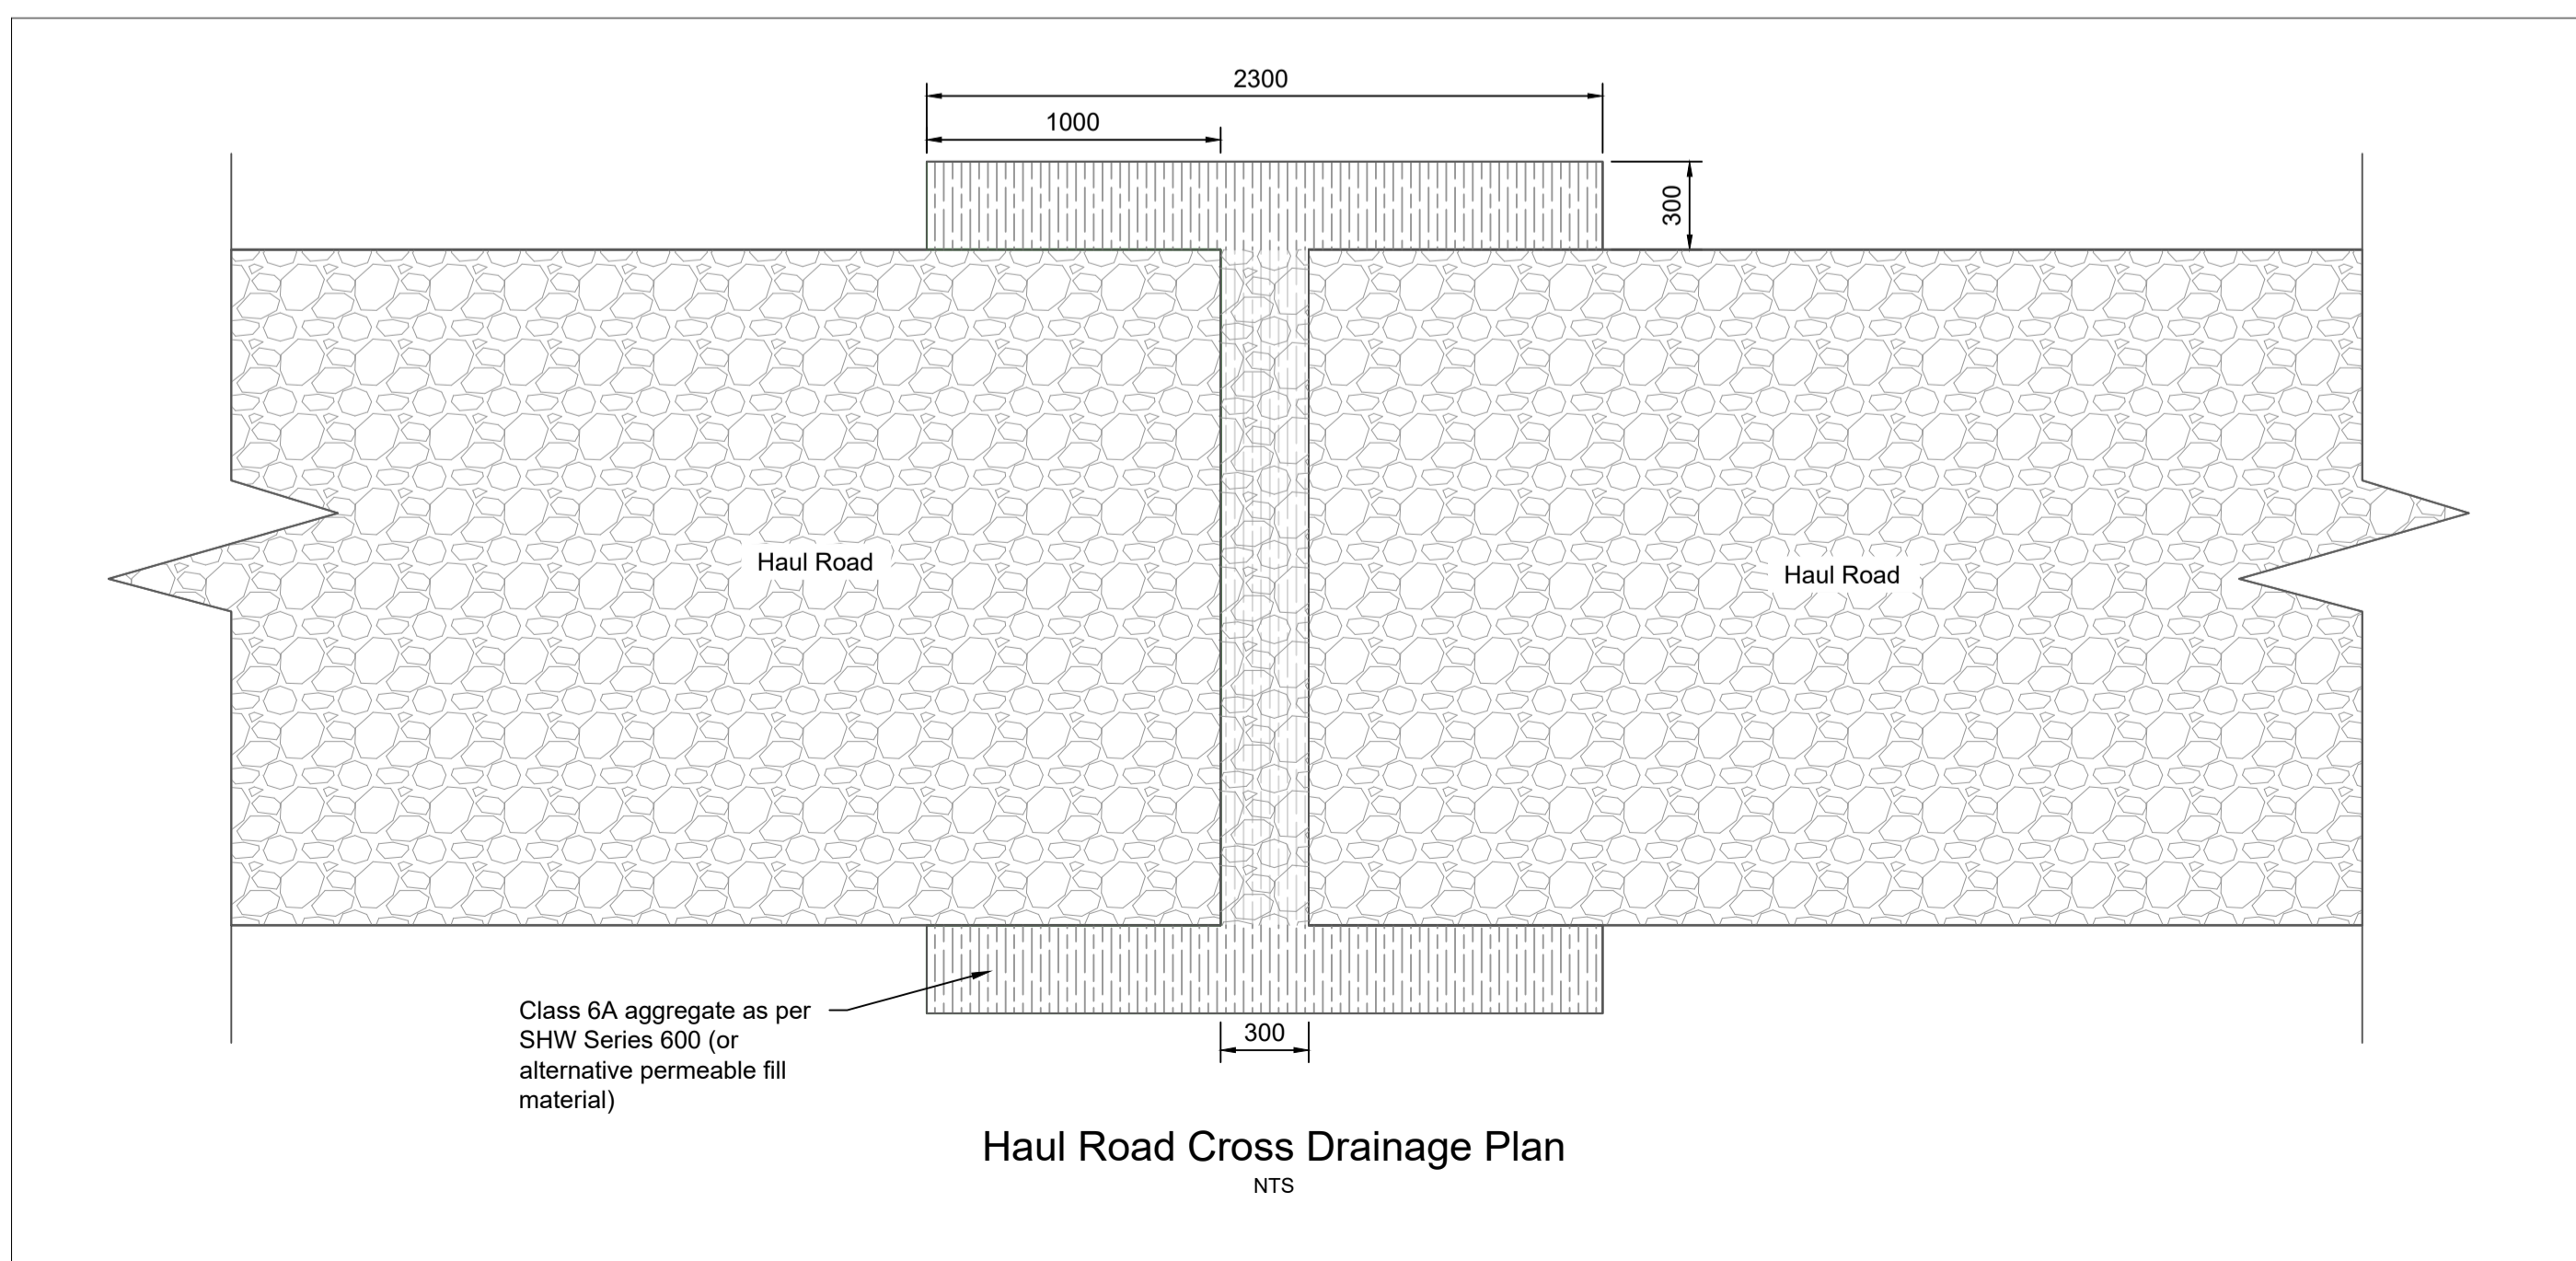 2300
1000
300
Haul Road
Haul Road
Class 6A aggregate as per
SHW Series 600 (or
alternative permeable fill
material)
300
Haul Road Cross Drainage Plan
NTS